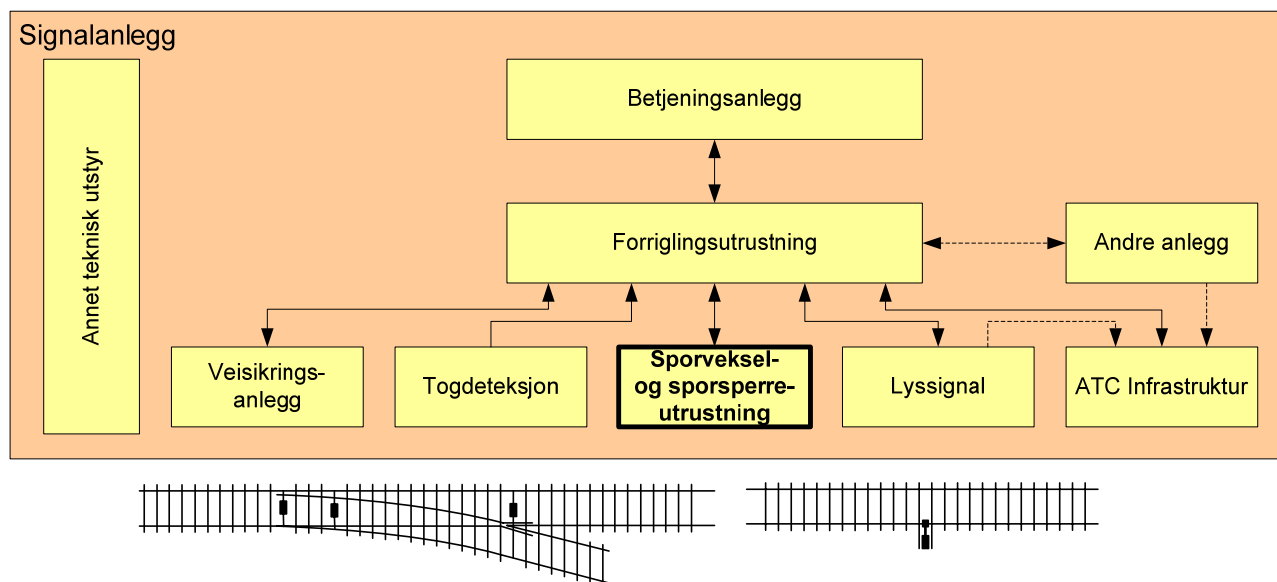 Signalanlegg
Annet teknisk utstyr
Betjeningsanlegg
Forriglingsutrustning
Andre anlegg
Veisikrings-
anlegg
Togdeteksjon
Sporveksel-
og sporsperre-
utrustning
Lyssignal
ATC Infrastruktur